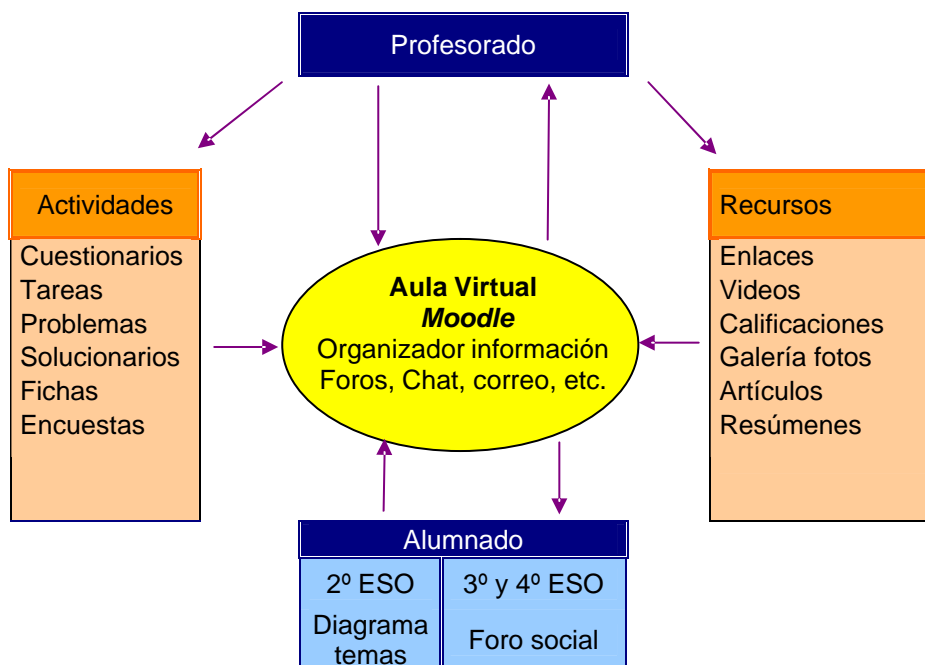 Profesorado
Actividades
Cuestionarios
Tareas
Problemas
Solucionarios
Fichas
Encuestas
Aula Virtual
Moodle
Organizador información
Foros, Chat, correo, etc.
Recursos
Enlaces
Videos
Calificaciones
Galería fotos
Artículos
Resúmenes
Alumnado
2º ESO
3º y 4º ESO
Diagrama
temas
Foro social